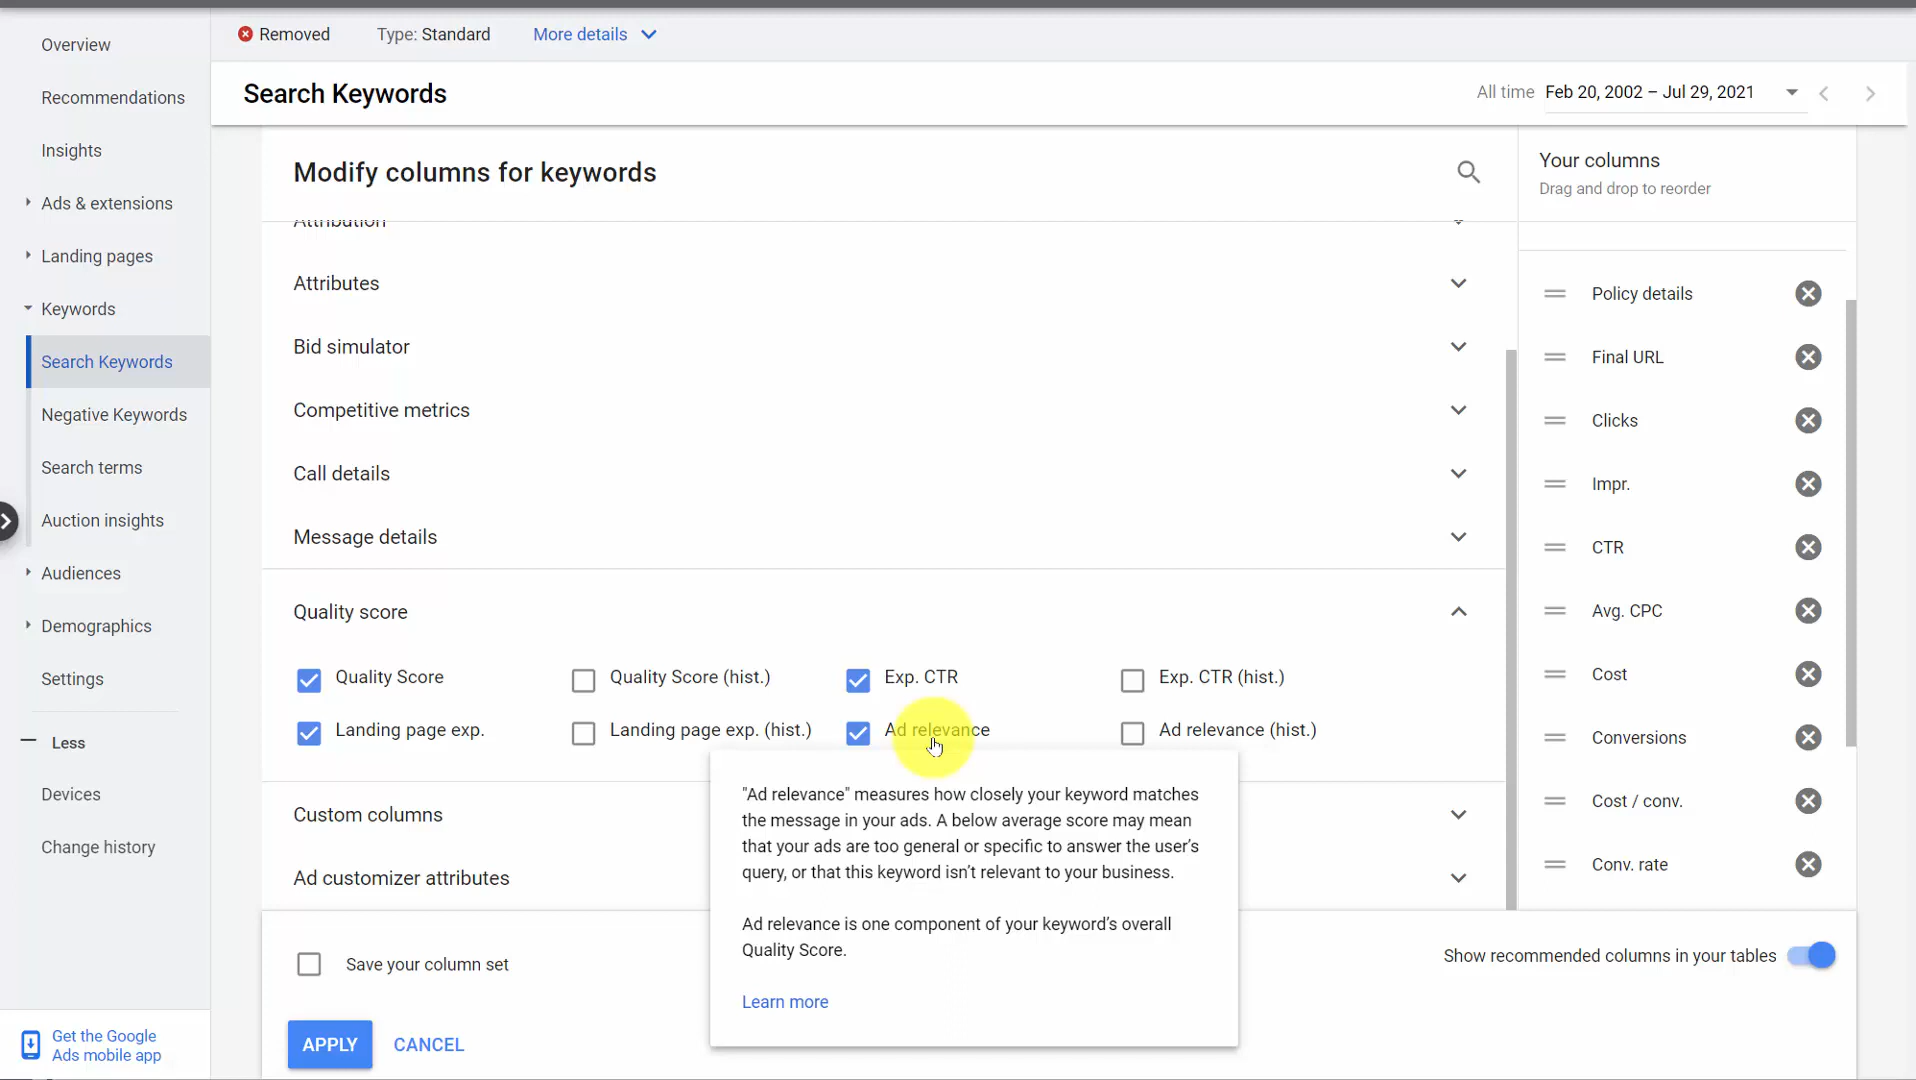 Removed
Type: Standard
More details
Overview
Recommendations
Insights
Ads & extensions
Landing pages
Keywords
Search Keywords
Negative Keywords
Search terms
Auction insights
Audiences
Demographics
Settings
Less
Devices
Change history
Get the Google
Ads mobile app
Search Keywords
All time Feb 20, 2002 – Jul 29, 2021
Modify columns for keywords
Attribution
Attributes
Bid simulator
Competitive metrics
Call details
Message details
Quality score
Quality Score
Quality Score (hist.)
Exp. CTR
Exp. CTR (hist.)
Landing page exp.
Landing page exp. (hist.)
Ad relevance
Ad relevance (hist.)
Custom columns
Ad customizer attributes
"Ad relevance" measures how closely your keyword matches
the message in your ads. A below average score may mean
that your ads are too general or specific to answer the user's
query, or that this keyword isn't relevant to your business.
Ad relevance is one component of your keyword's overall
Quality Score.
Learn more
Save your column set
APPLY
CANCEL
Show recommended columns in your tables
Your columns
Drag and drop to reorder
Policy details
Final URL
Clicks
Impr.
CTR
Avg. CPC
Cost
Conversions
Cost / conv.
Conv. rate